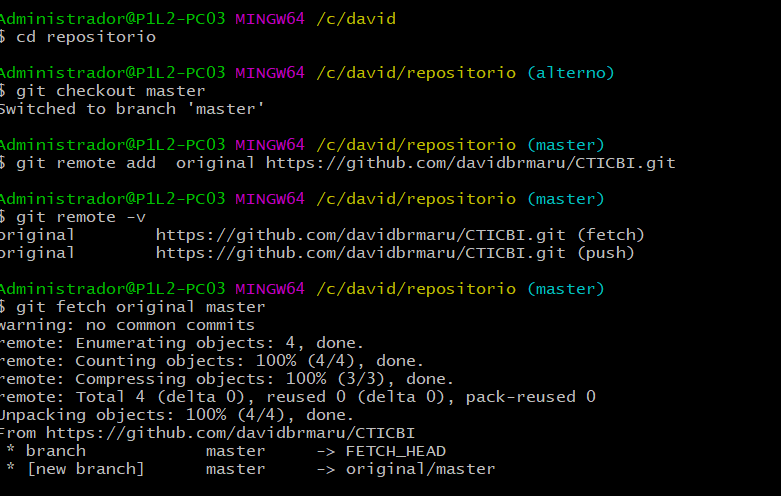 Administrador@P1L2-PC03 MINGW64 /c/david
$ cd repositorio
Administrador@P1L2-PC03 MINGW64 /c/david/repositorio (alterno)
$ git checkout master
Switched to branch 'master'
Administrador@P1L2-PC03 MINGW64 /c/david/repositorio (master)
$ git remote add  original https://github.com/davidbrmaru/CTICBI.git
Administrador@P1L2-PC03 MINGW64 /c/david/repositorio (master)
$ git remote -v
original        https://github.com/davidbrmaru/CTICBI.git (fetch)
original        https://github.com/davidbrmaru/CTICBI.git (push)
Administrador@P1L2-PC03 MINGW64 /c/david/repositorio (master)
$ git fetch original master
warning: no common commits
remote: Enumerating objects: 4, done.
remote: Counting objects: 100% (4/4), done.
remote: Compressing objects: 100% (3/3), done.
remote: Total 4 (delta 0), reused 0 (delta 0), pack-reused 0
Unpacking objects: 100% (4/4), done.
From https://github.com/davidbrmaru/CTICBI
 * branch            master     -> FETCH_HEAD
 * [new branch]      master     -> original/master